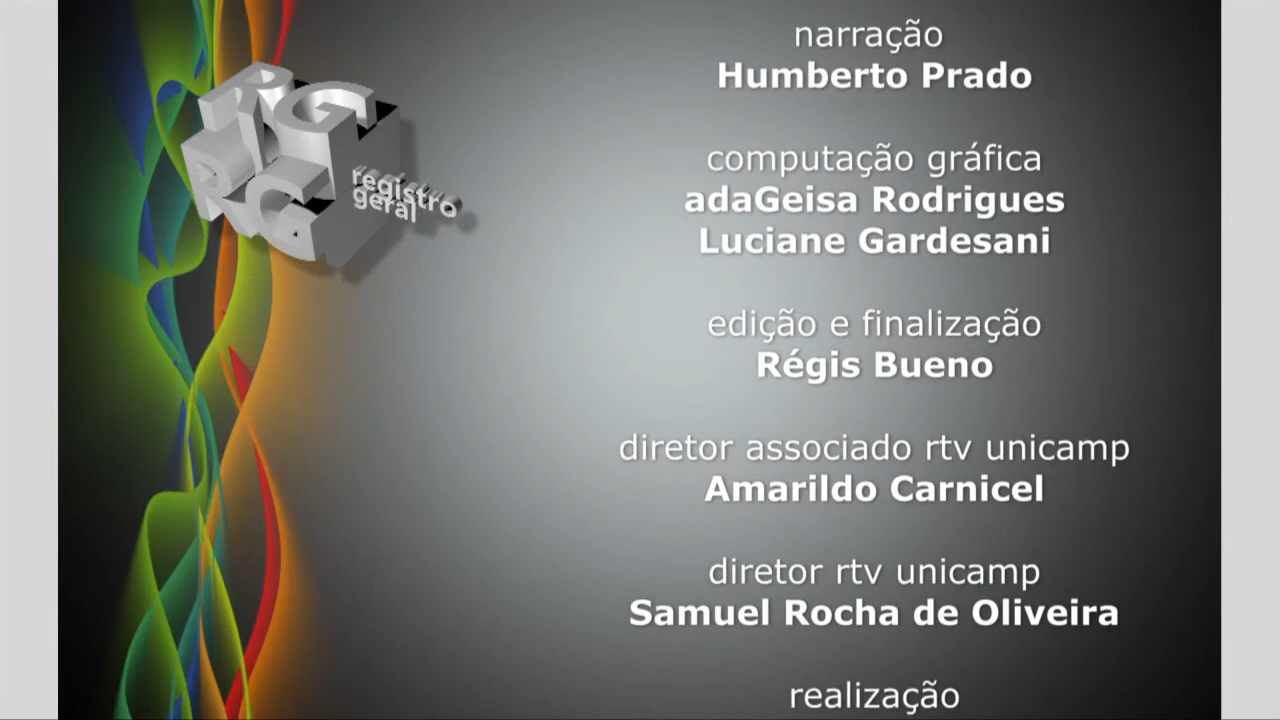 RG
RG
registro
geral
narração
Humberto Prado
computação gráfica
adaGeisa Rodrigues
Luciane Gardesani
edição e finalização
Régis Bueno
diretor associado rtv unicamp
Amarildo Carnicel
diretor rtv unicamp
Samuel Rocha de Oliveira
realização